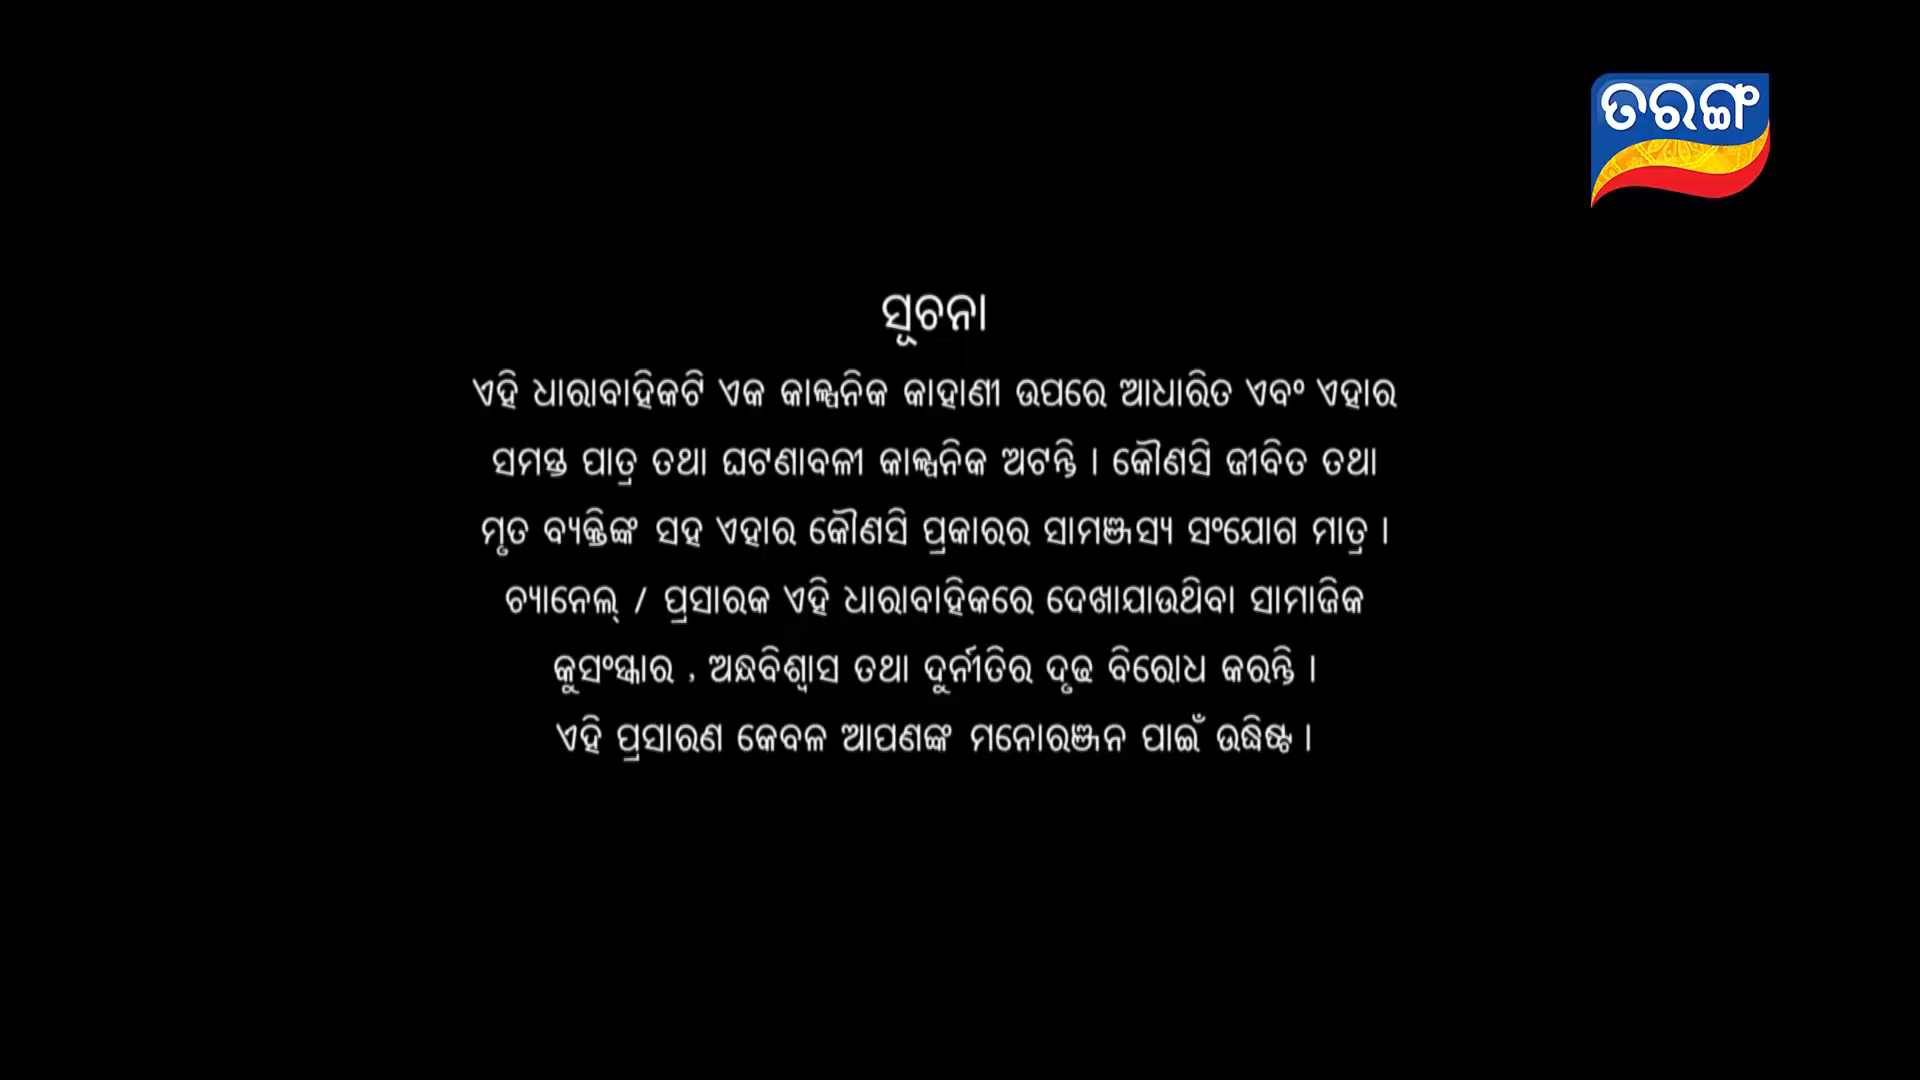 ତରଙ୍ଗ
ସୂଚନା
ଏହି ଧାରାବାହିକଟି ଏକ କାଳ୍ପନିକ କାହାଣୀ ଉପରେ ଆଧାରିତ ଏବଂ ଏହାର
ସମସ୍ତ ପାତ୍ର ତଥା ଘଟଣାବଳୀ କାଳ୍ପନିକ ଅଟନ୍ତି ।  କୌଣସି ଜୀବିତ ତଥା
ମୃତ ବ୍ୟକ୍ତିଙ୍କ ସହ ଏହାର କୌଣସି ପ୍ରକାରର ସାମଞ୍ଜସ୍ୟ ସଂଯୋଗ ମାତ୍ର ।
ଚ୍ୟାନେଲ୍ / ପ୍ରସାରକ ଏହି ଧାରାବାହିକରେ ଦେଖାଯାଉଥିବା ସାମାଜିକ
କୁସଂସ୍କାର , ଅନ୍ଧବିଶ୍ୱାସ ତଥା ଦୁର୍ନୀତିର ଦୃଢ ବିରୋଧ କରନ୍ତି ।
ଏହି ପ୍ରସାରଣ କେବଳ ଆପଣଙ୍କ ମନୋରଞ୍ଜନ ପାଇଁ ଉଦ୍ଧିଷ୍ଟ ।